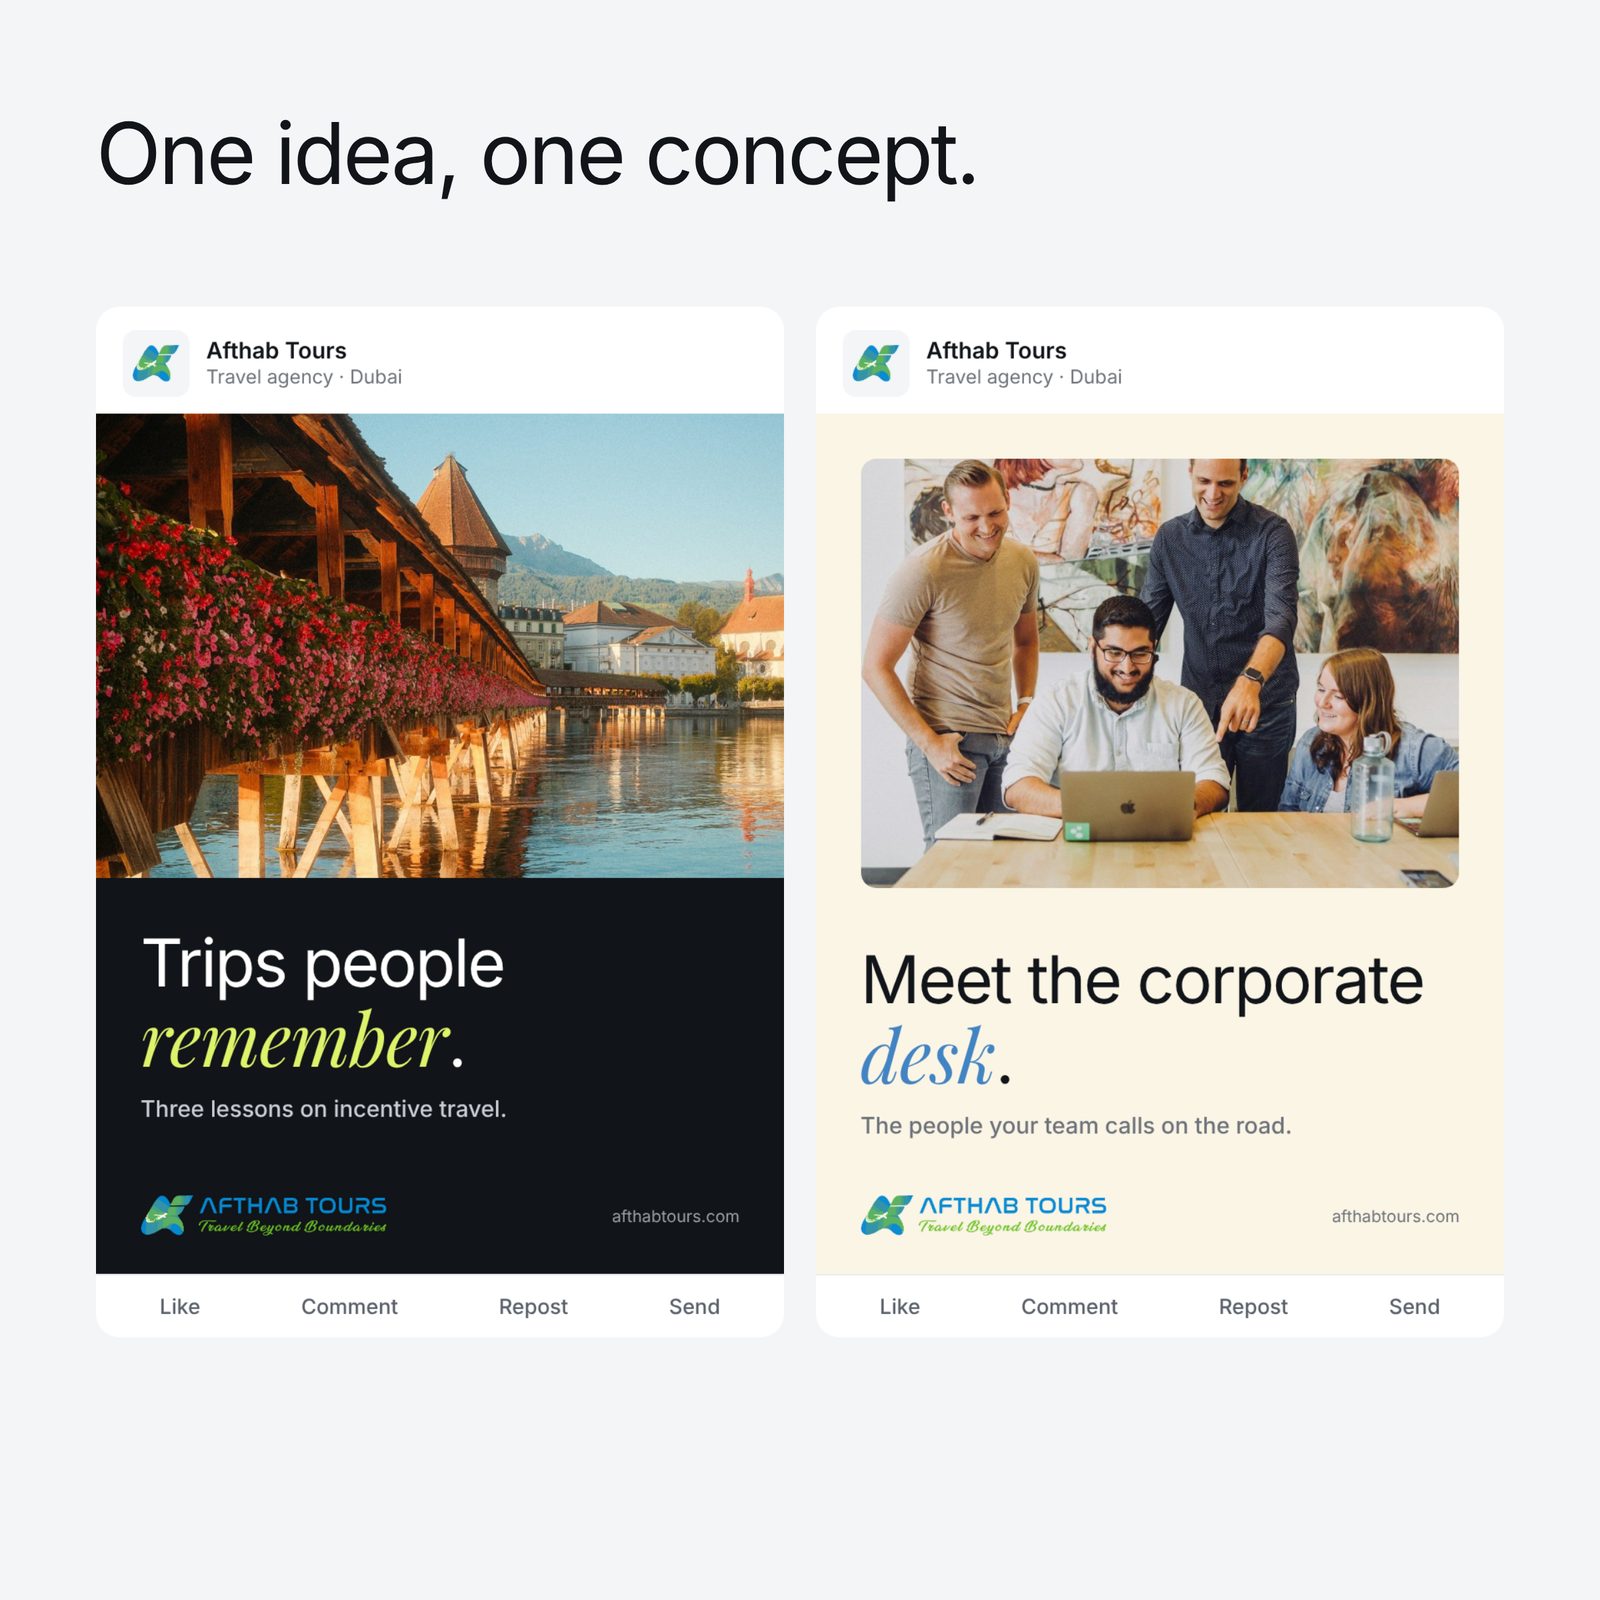 One idea, one concept.
Afthab Tours
Travel agency · Dubai
Trips people
remember.
Three lessons on incentive travel.
AFTHAB TOURS
Travel Beyond Boundaries
afthabtours.com
Like Comment Repost Send
Afthab Tours
Travel agency · Dubai
Meet the corporate
desk.
The people your team calls on the road.
AFTHAB TOURS
Travel Beyond Boundaries
afthabtours.com
Like Comment Repost Send